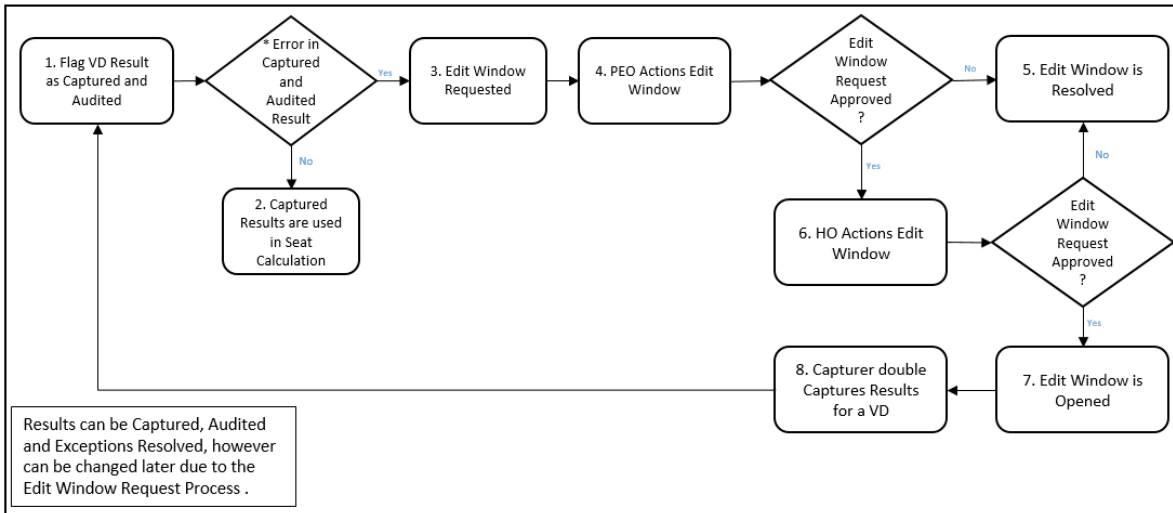 1. Flag VD Result
as Captured and
Audited
* Error in
Captured
and
Audited
Result
Yes
No
2. Captured
Results are used
in Seat
Calculation
3. Edit Window
Requested
4. PEO Actions Edit
Window
Edit
Window
Request
Approved
?
No
Yes
5. Edit Window is
Resolved
6. HO Actions Edit
Window
Edit
Window
Request
Approved
?
No
Yes
7. Edit Window is
Opened
8. Capturer double
Captures Results
for a VD
Results can be Captured, Audited
and Exceptions Resolved, however
can be changed later due to the
Edit Window Request Process .